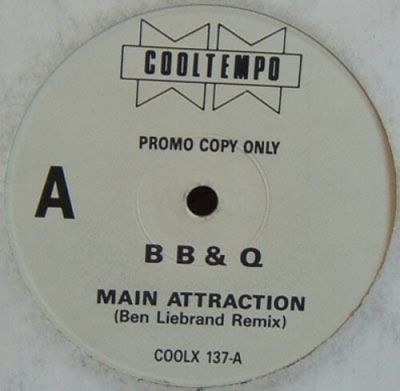 COOLTEMPO
PROMO COPY ONLY
A
B B & Q
MAIN ATTRACTION
(Ben Liebrand Remix)
COOLX 137-A